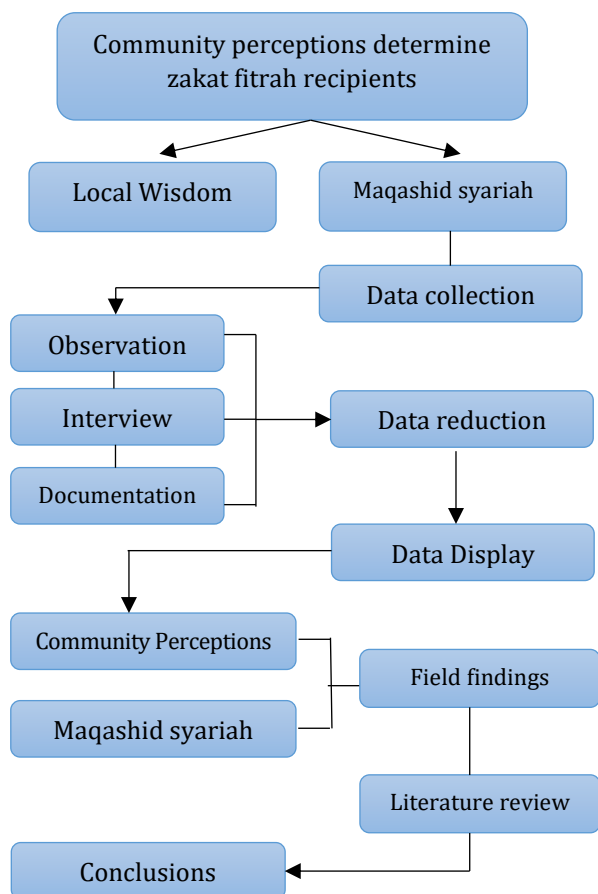 Community perceptions determine
zakat fitrah recipients
Local Wisdom
Maqashid syariah
Data collection
Observation
Interview
Documentation
Data reduction
Data Display
Community Perceptions
Maqashid syariah
Field findings
Literature review
Conclusions